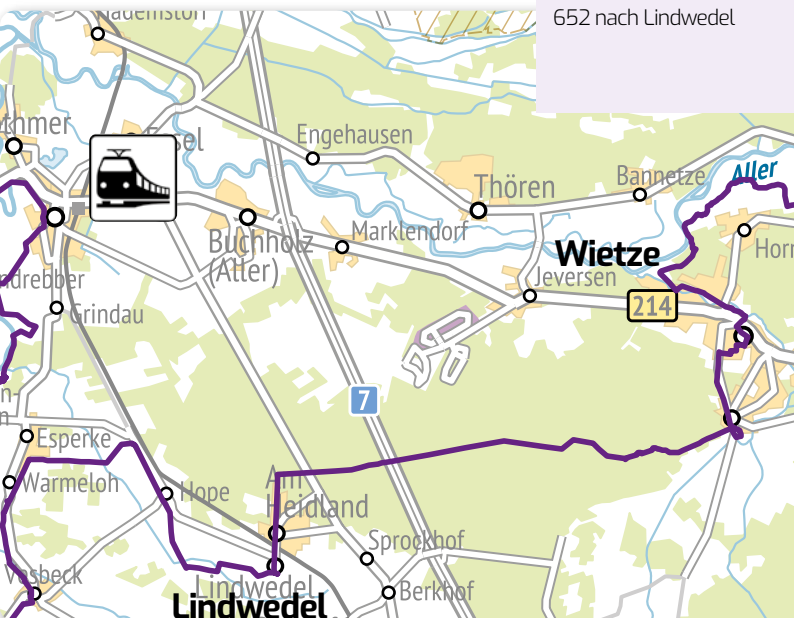 652 nach Lindwedel
Engehausen
Thören
Bannetze
Aller
Buchholz
(Aller)
Marklendorf
Wietze
Jeversen
214
Grindau
7
Esperke
Warmeloh
Hope
Am
Heidland
Sprockhof
Lindwedel
Berkhof
Lindwedel